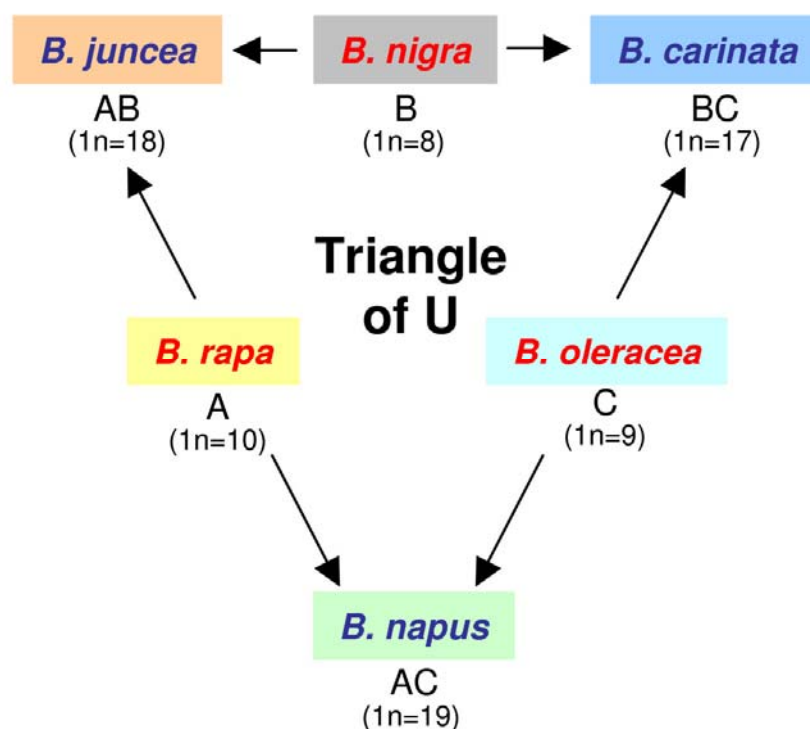 B. juncea
B. nigra
B. carinata
AB
B
BC
(1n=18)
(1n=8)
(1n=17)
Triangle
of U
B. rapa
B. oleracea
A
C
(1n=10)
(1n=9)
B. napus
AC
(1n=19)